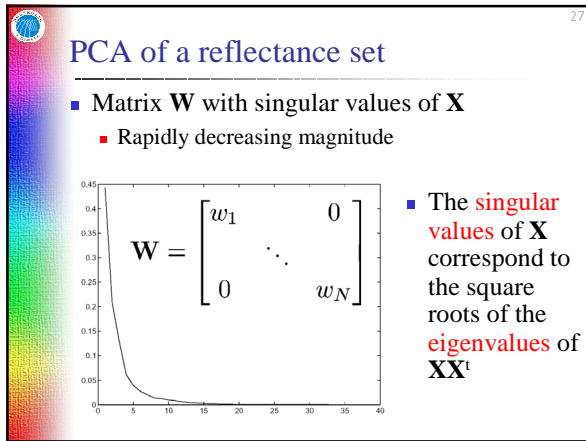 27
PCA of a reflectance set
Matrix W with singular values of X
Rapidly decreasing magnitude
0.45
0.4
0.35
0.3
0.25
0.2
0.15
0.1
0.05
0
0 5 10 15 20 25 30 35 40
W = [w₁ 0
⋱
0 w_N]
The singular
values of X
correspond to
the square
roots of the
eigenvalues of
XXᵗ